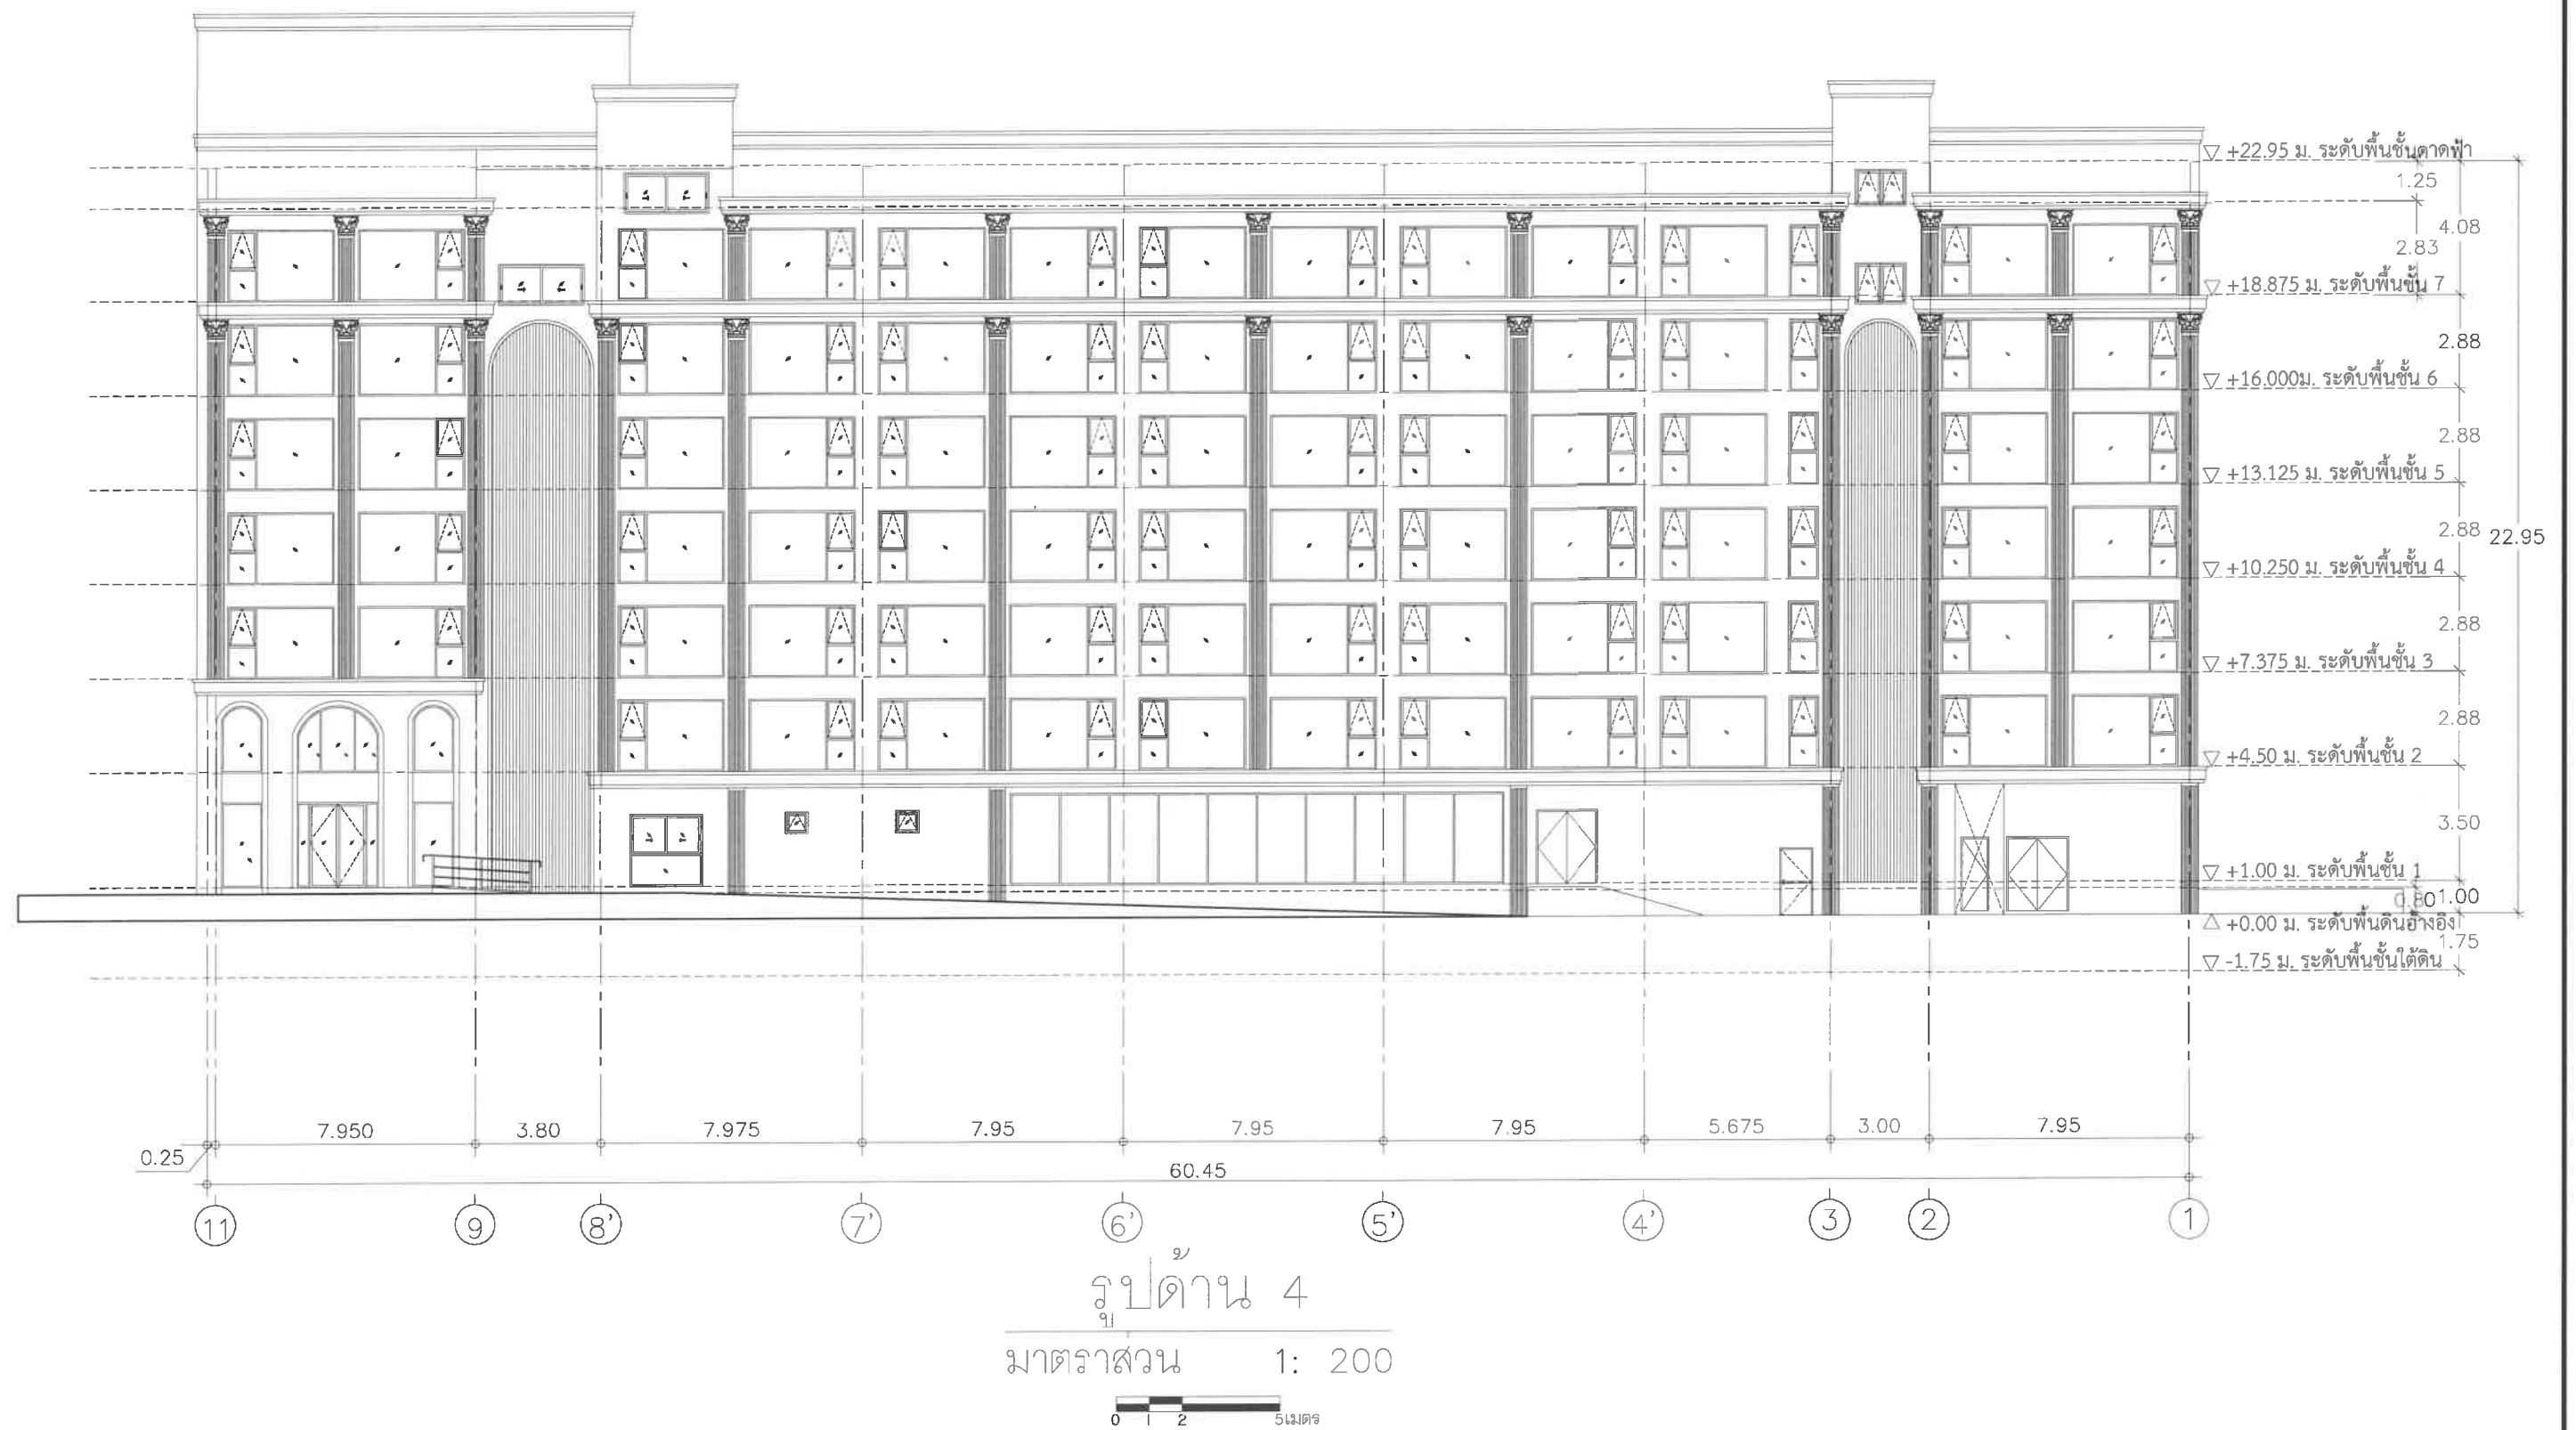 ▽ +22.95 ม. ระดับพื้นชั้นดาดฟ้า
1.25
4.08
2.83
▽ +18.875 ม. ระดับพื้นชั้น 7
2.88
▽ +16.000ม. ระดับพื้นชั้น 6
2.88
▽ +13.125 ม. ระดับพื้นชั้น 5
2.88
22.95
▽ +10.250 ม. ระดับพื้นชั้น 4
2.88
▽ +7.375 ม. ระดับพื้นชั้น 3
2.88
▽ +4.50 ม. ระดับพื้นชั้น 2
3.50
▽ +1.00 ม. ระดับพื้นชั้น 1
0.80 1.00
△ +0.00 ม. ระดับพื้นดินอ้างอิง
1.75
▽ -1.75 ม. ระดับพื้นชั้นใต้ดิน
7.950 3.80 7.975 7.95 7.95 7.95 5.675 3.00 7.95
0.25
60.45
11 9 8' 7' 6' 5' 4' 3 2 1
รูปด้าน 4
มาตราส่วน 1: 200
0 1 2 5เมตร